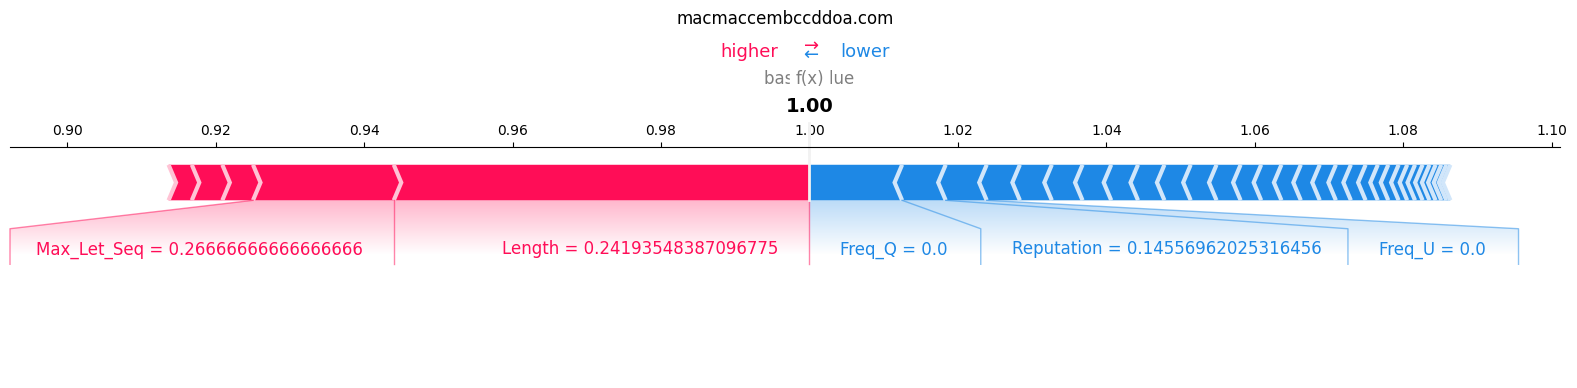 macmaccembccddoa.com
higher ⇄ lower
bas f(x) lue
1.00
0.90 0.92 0.94 0.96 0.98 1.00 1.02 1.04 1.06 1.08 1.10
Max_Let_Seq = 0.26666666666666666 Length = 0.24193548387096775 Freq_Q = 0.0 Reputation = 0.14556962025316456 Freq_U = 0.0